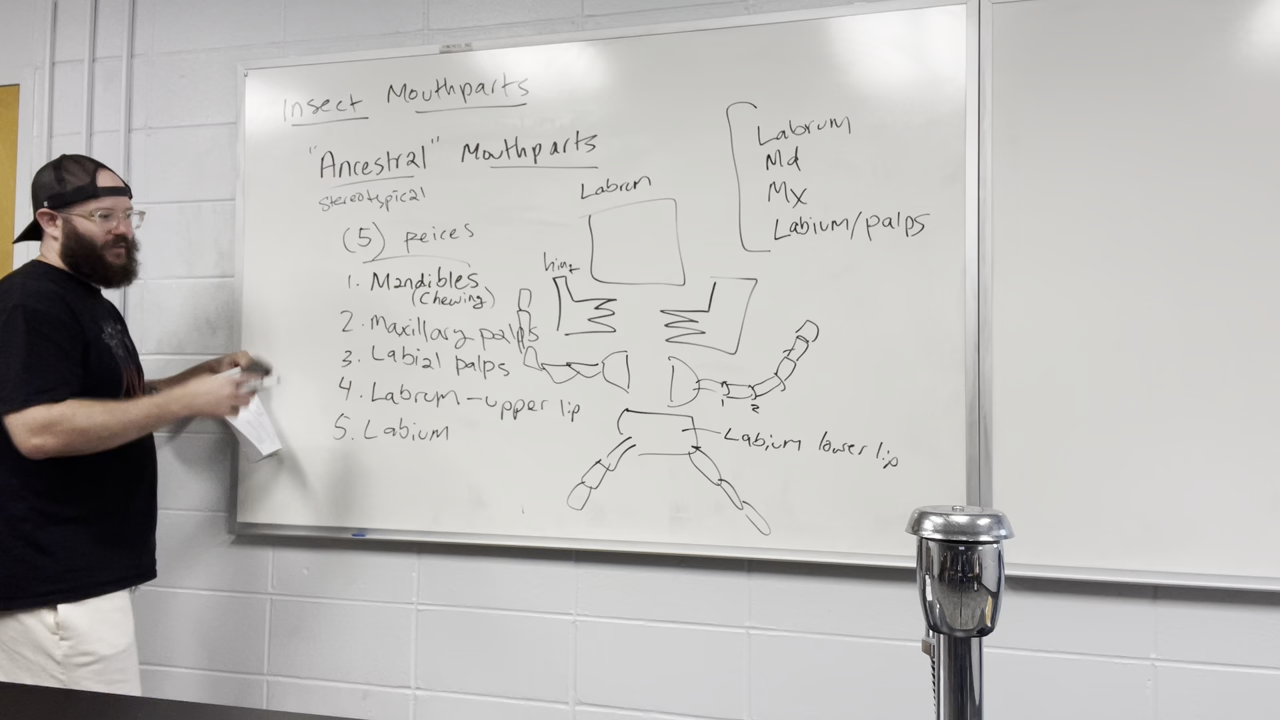 Insect Mouthparts
"Ancestral" Mouthparts
stereotypical
(5) peices
1. Mandibles
(Chewing)
2. Maxillary palps
3. Labial palps
4. Labrum - upper lip
5. Labium
Labrum
1 2
Labium lower lip
Labrum
Md
Mx
Labium/palps